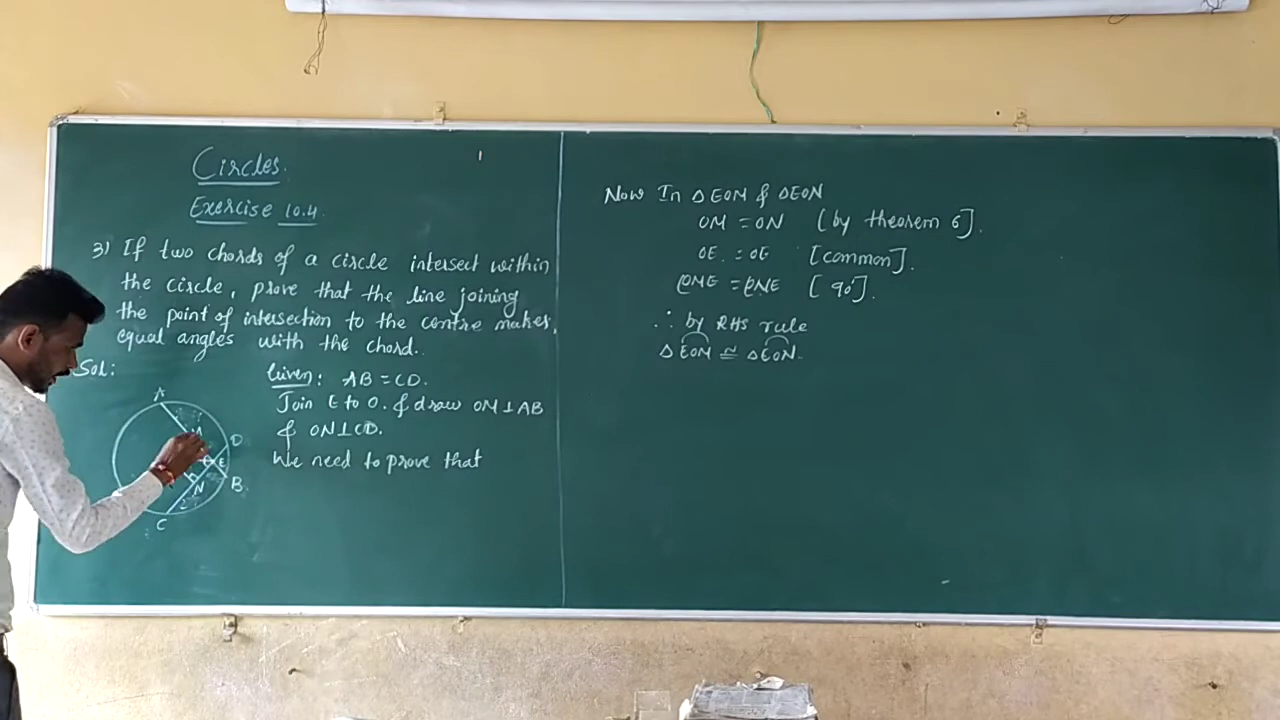 Circles.
Exercise 10.4
3) If two chords of a circle intersect within
the circle, prove that the line joining
the point of intersection to the centre makes
equal angles with the chord.
Sol:
Given: AB = CD.
Join E to O. & draw OM ⊥ AB
& ON ⊥ CD.
We need to prove that
A
M
D
E
B
N
C
Now In △EOM & △EON
OM = ON [by theorem 6].
OE = OE [common].
OME = ONE [90°].
∴ by RHS rule
△EOM ≅ △EON.